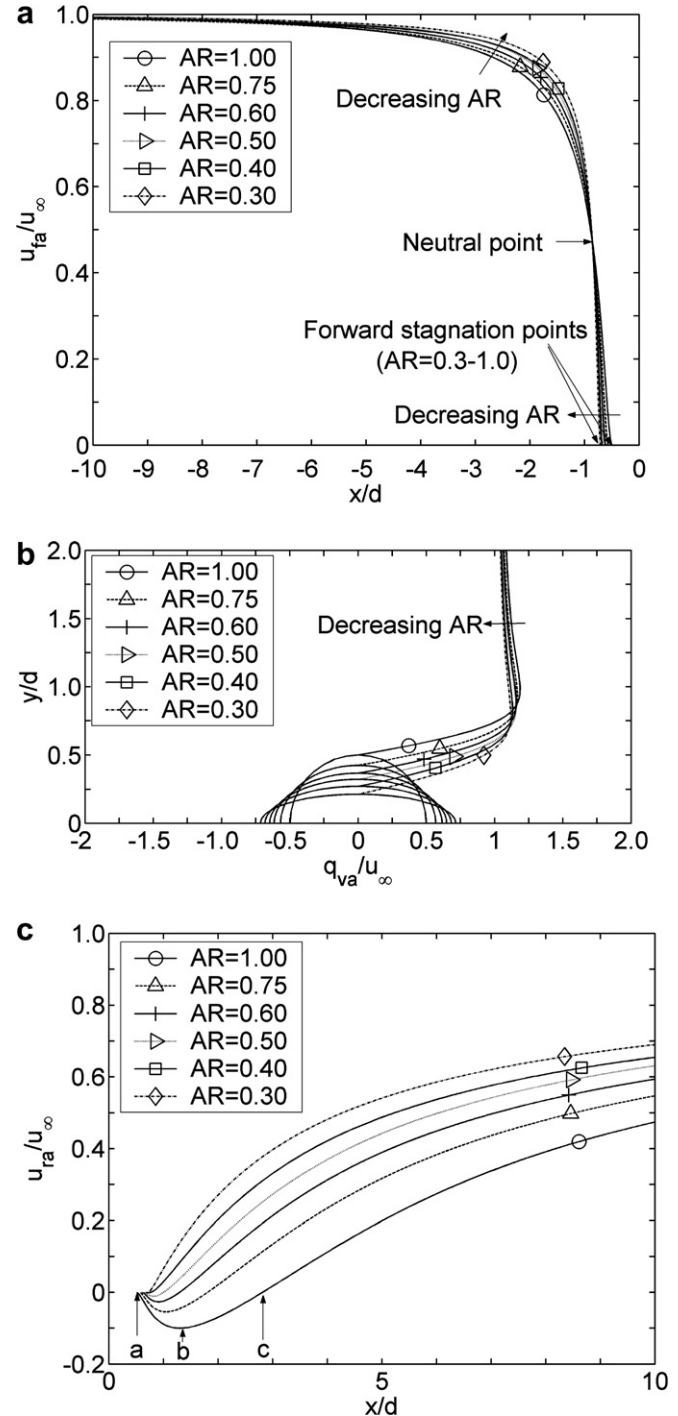 a
AR=1.00
AR=0.75
AR=0.60
AR=0.50
AR=0.40
AR=0.30
Decreasing AR
Neutral point
Forward stagnation points
(AR=0.3-1.0)
Decreasing AR
1.0
0.8
0.6
0.4
0.2
0
u_fa/u_∞
-10 -9 -8 -7 -6 -5 -4 -3 -2 -1 0
x/d
b
AR=1.00
AR=0.75
AR=0.60
AR=0.50
AR=0.40
AR=0.30
Decreasing AR
2.0
1.5
1.0
0.5
0
y/d
-2 -1.5 -1.0 -0.5 0 0.5 1.0 1.5 2.0
q_va/u_∞
c
AR=1.00
AR=0.75
AR=0.60
AR=0.50
AR=0.40
AR=0.30
1.0
0.8
0.6
0.4
0.2
0
-0.2
u_ra/u_∞
a b c
0 5 10
x/d